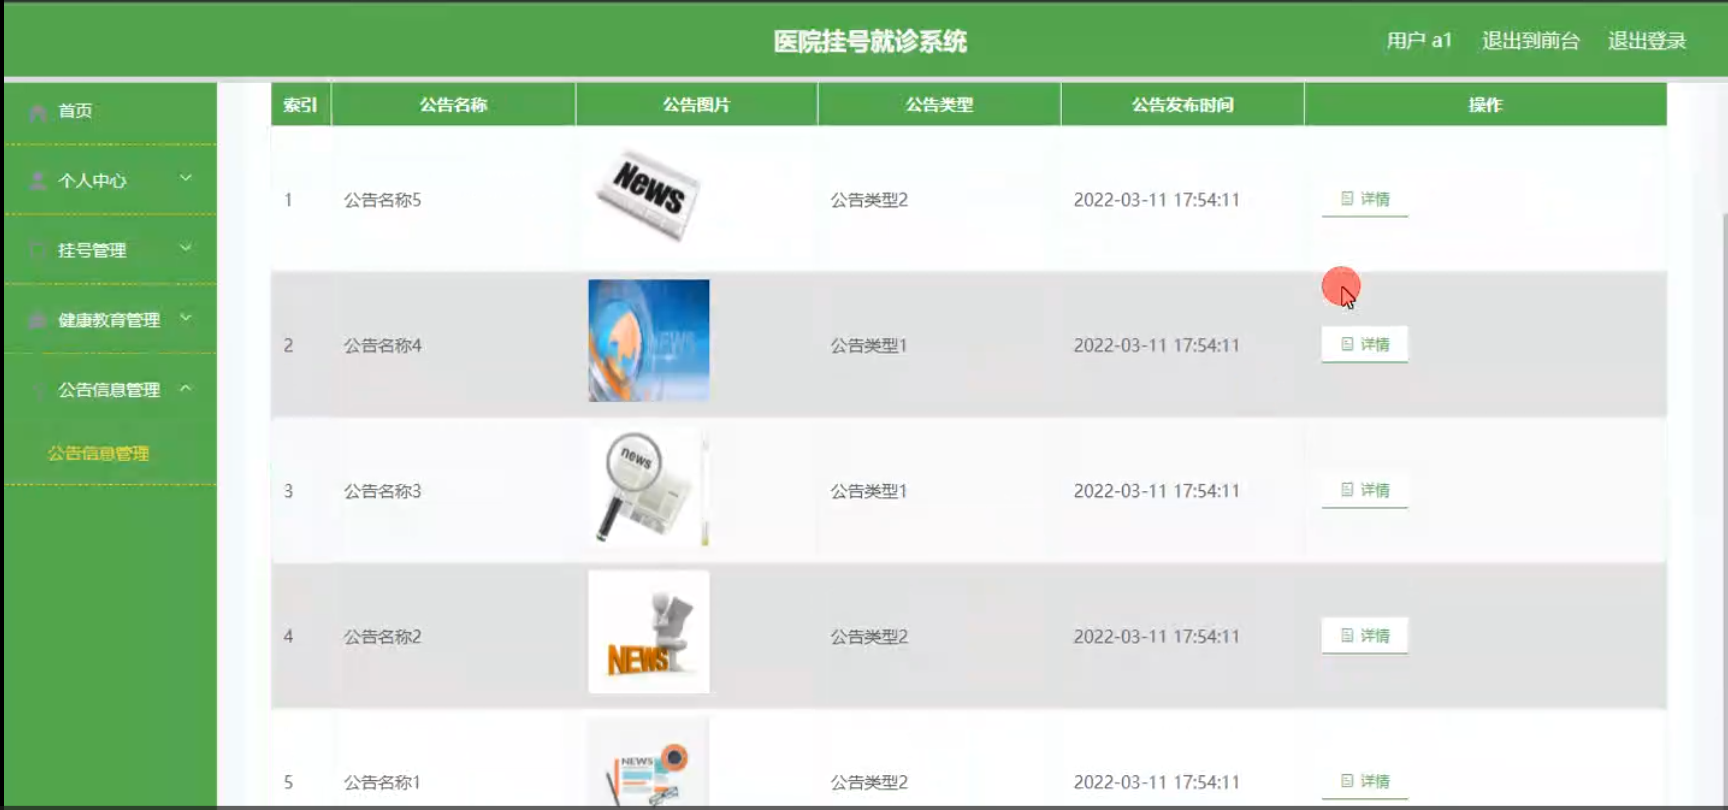 医院挂号就诊系统
用户 a1 退出到前台 退出登录
首页
个人中心
挂号管理
健康教育管理
公告信息管理
公告信息管理
索引 公告名称 公告图片 公告类型 公告发布时间 操作
1 公告名称5 News 公告类型2 2022-03-11 17:54:11 详情
2 公告名称4 NEWS 公告类型1 2022-03-11 17:54:11 详情
3 公告名称3 news 公告类型1 2022-03-11 17:54:11 详情
4 公告名称2 NEWS 公告类型2 2022-03-11 17:54:11 详情
5 公告名称1 NEWS 公告类型2 2022-03-11 17:54:11 详情